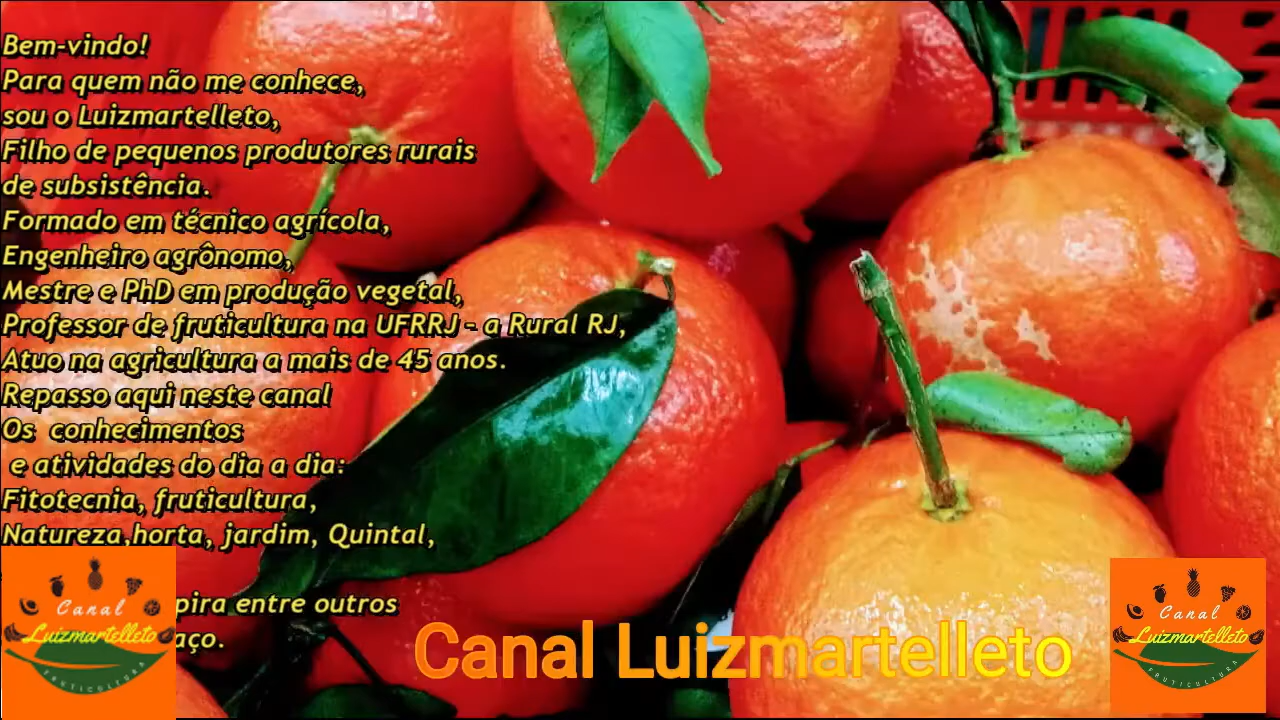 Bem-vindo!
Para quem não me conhece,
sou o Luizmartelleto,
Filho de pequenos produtores rurais
de subsistência.
Formado em técnico agrícola,
Engenheiro agrônomo,
Mestre e PhD em produção vegetal,
Professor de fruticultura na UFRRJ - a Rural RJ,
Atuo na agricultura a mais de 45 anos.
Repasso aqui neste canal
Os conhecimentos
e atividades do dia a dia:
Fitotecnia, fruticultura,
Natureza,horta, jardim, Quintal,
entre outros
Canal Luizmartelleto
Canal
Luizmartelleto
FRUTICULTURA
Canal
Luizmartelleto
FRUTICULTURA